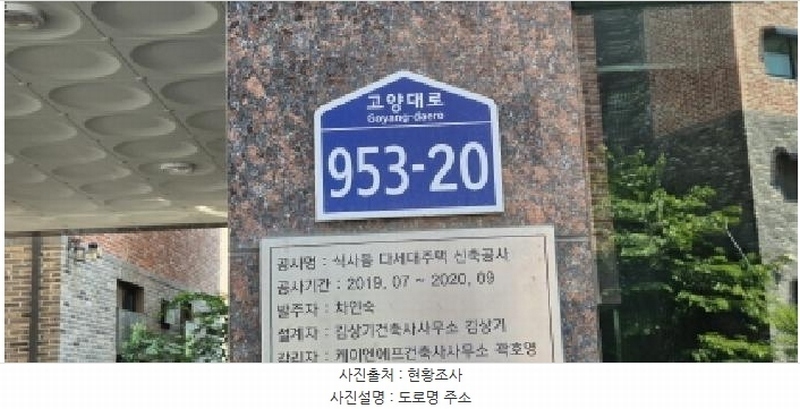 고양대로
Goyang-daero
953-20
공사명 : 식사동 다세대주택 신축공사
공사기간 : 2019. 07 ~ 2020. 09
발주자 : 차인숙
설계자 : 김상기건축사사무소 김상기
감리자 : 케이엔에프건축사사무소 곽호영
사진출처 : 현황조사
사진설명 : 도로명 주소